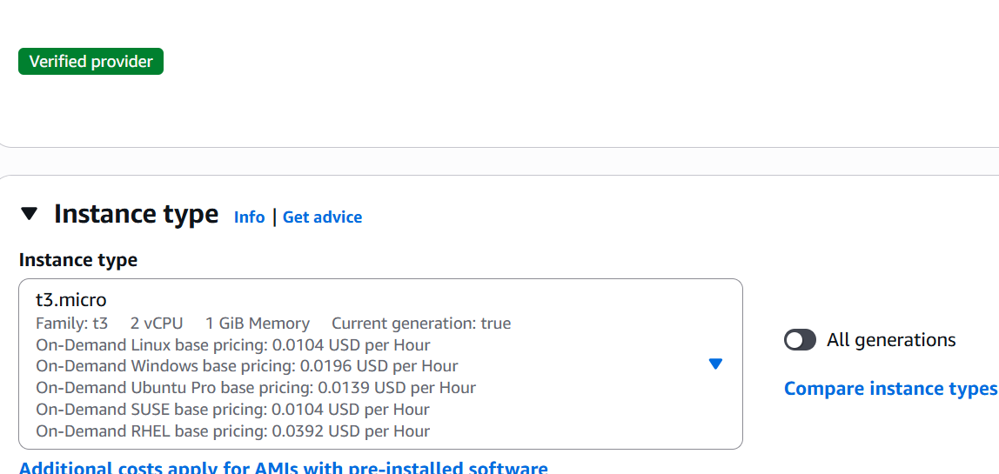 Verified provider
Instance type Info | Get advice
Instance type
t3.micro
Family: t3 2 vCPU 1 GiB Memory Current generation: true
On-Demand Linux base pricing: 0.0104 USD per Hour
On-Demand Windows base pricing: 0.0196 USD per Hour
On-Demand Ubuntu Pro base pricing: 0.0139 USD per Hour
On-Demand SUSE base pricing: 0.0104 USD per Hour
On-Demand RHEL base pricing: 0.0392 USD per Hour
All generations
Compare instance types
Additional costs apply for AMIs with pre-installed software